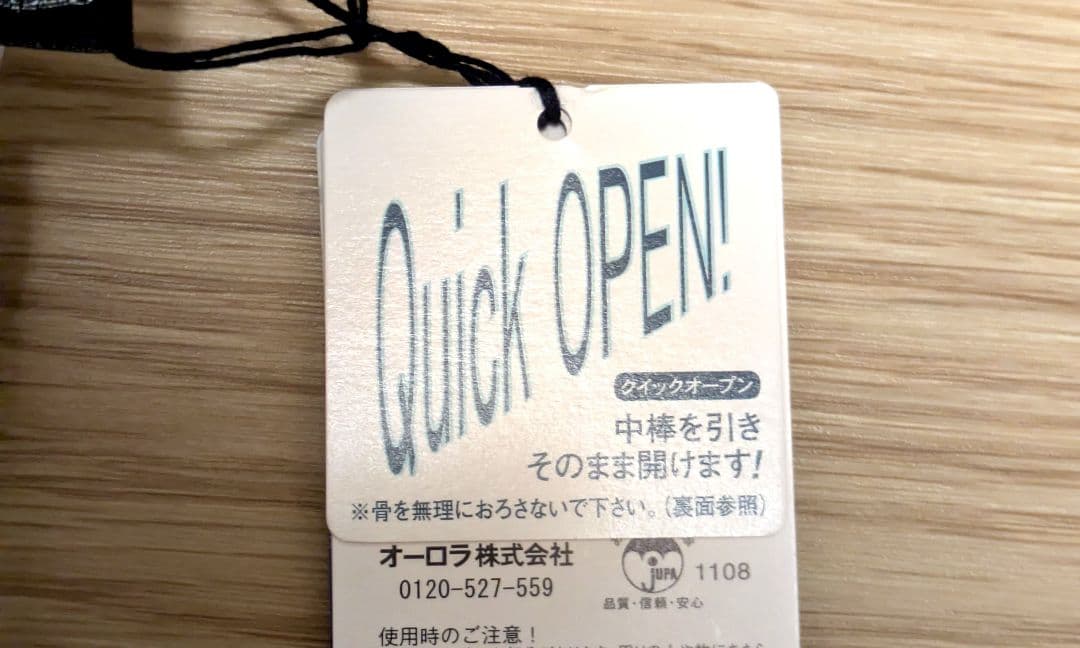 Quick OPEN!
クイックオープン
中棒を引き
そのまま開けます!
※骨を無理におろさないで下さい。(裏面参照)
オーロラ株式会社
0120-527-559
jUPA 1108
品質・信頼・安心
使用時のご注意!